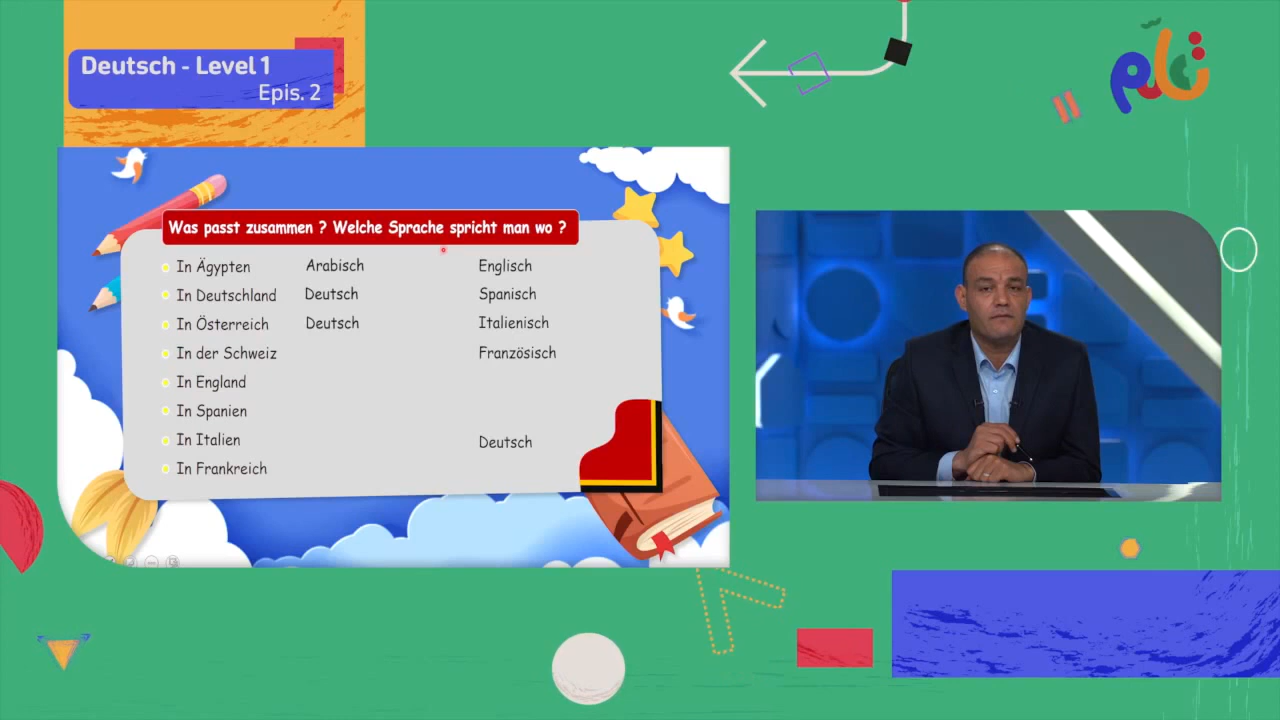 Deutsch - Level 1
Epis. 2
نتعلم
Was passt zusammen ? Welche Sprache spricht man wo ?
In Ägypten Arabisch Englisch
In Deutschland Deutsch Spanisch
In Österreich Deutsch Italienisch
In der Schweiz Französisch
In England
In Spanien
In Italien Deutsch
In Frankreich